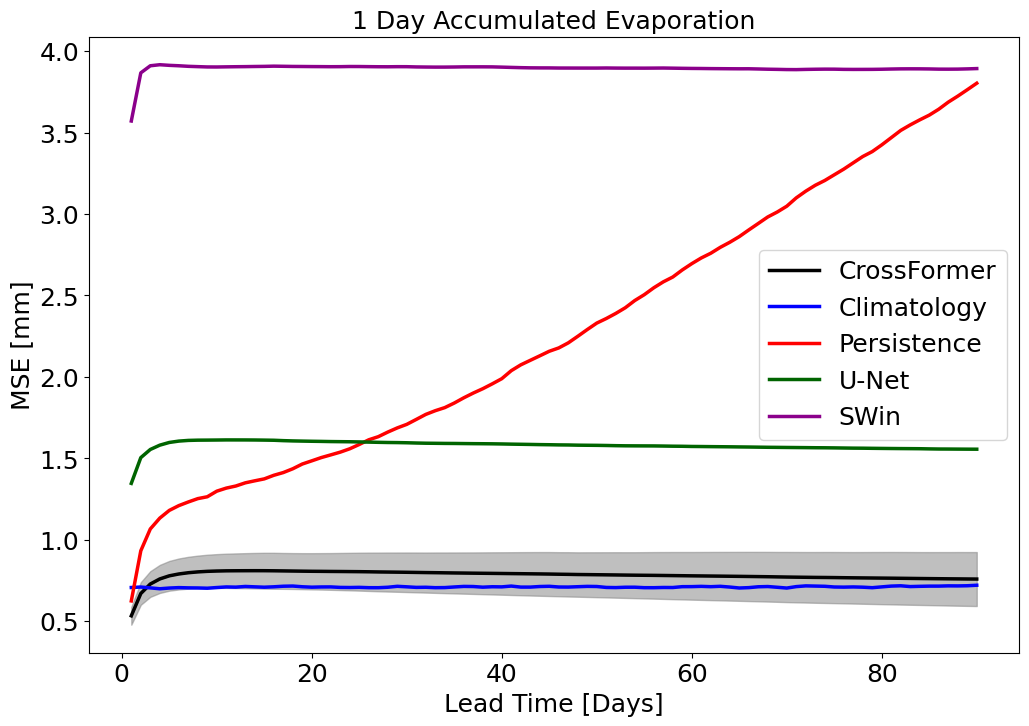 1 Day Accumulated Evaporation
MSE [mm]
4.0
3.5
3.0
2.5
2.0
1.5
1.0
0.5
CrossFormer
Climatology
Persistence
U-Net
SWin
0 20 40 60 80
Lead Time [Days]